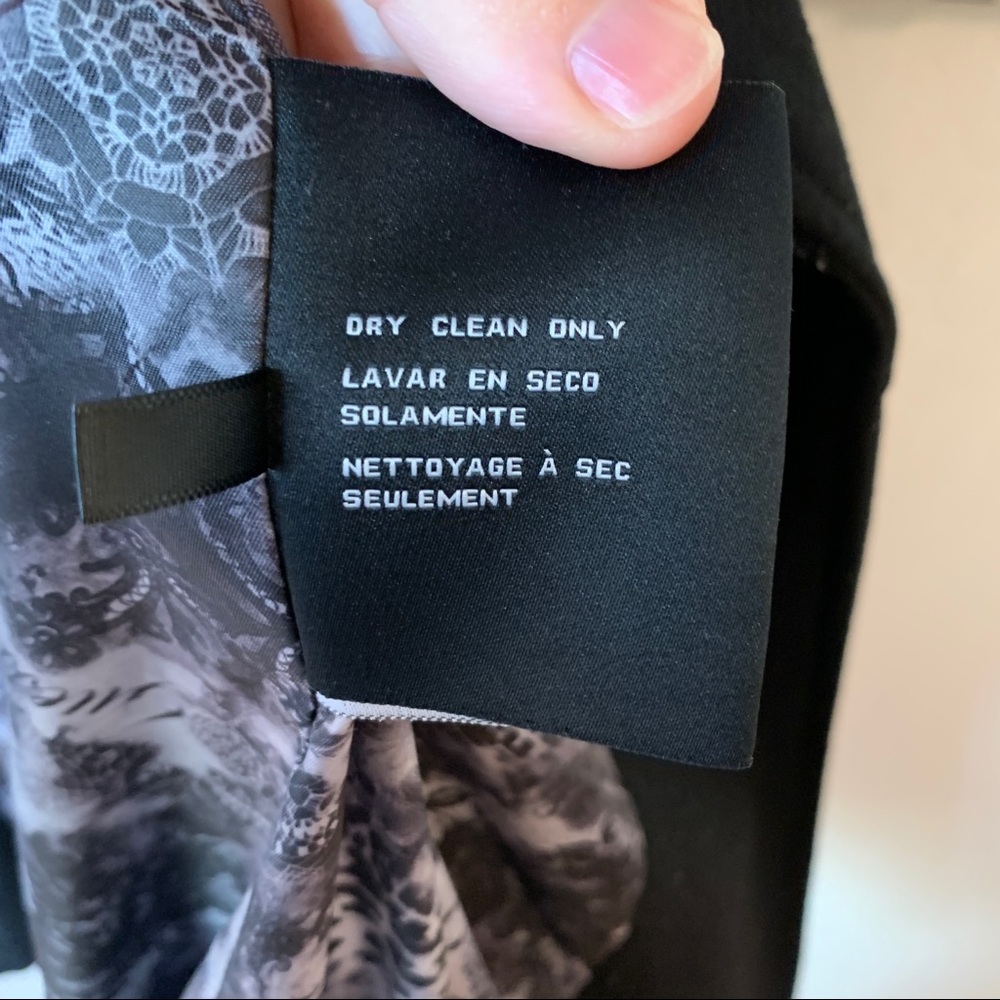 DRY CLEAN ONLY
LAVAR EN SECO
SOLAMENTE
NETTOYAGE À SEC
SEULEMENT